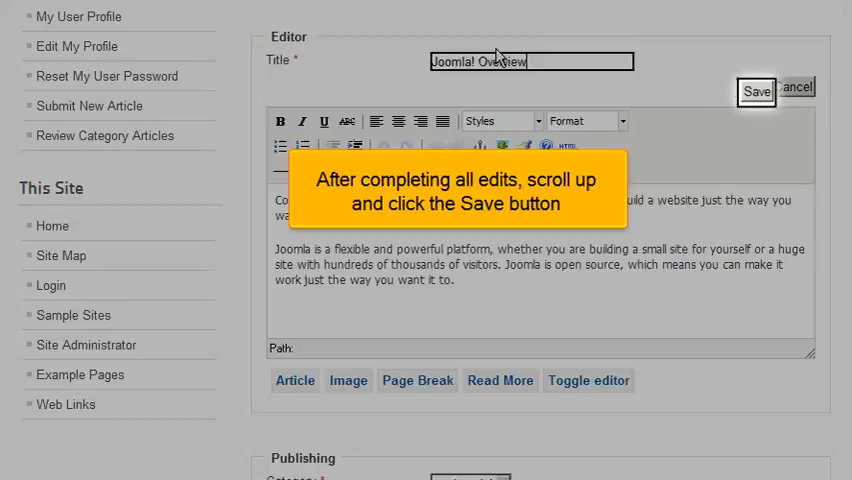 My User Profile
Edit My Profile
Reset My User Password
Submit New Article
Review Category Articles
This Site
Home
Site Map
Login
Sample Sites
Site Administrator
Example Pages
Web Links
Editor
Title *
Joomla! Overview
Save
Cancel
B I U ABC
Styles
Format
HTML
After completing all edits, scroll up
and click the Save button
build a website just the way you
Joomla is a flexible and powerful platform, whether you are building a small site for yourself or a huge
site with hundreds of thousands of visitors. Joomla is open source, which means you can make it
work just the way you want it to.
Path:
Article
Image
Page Break
Read More
Toggle editor
Publishing